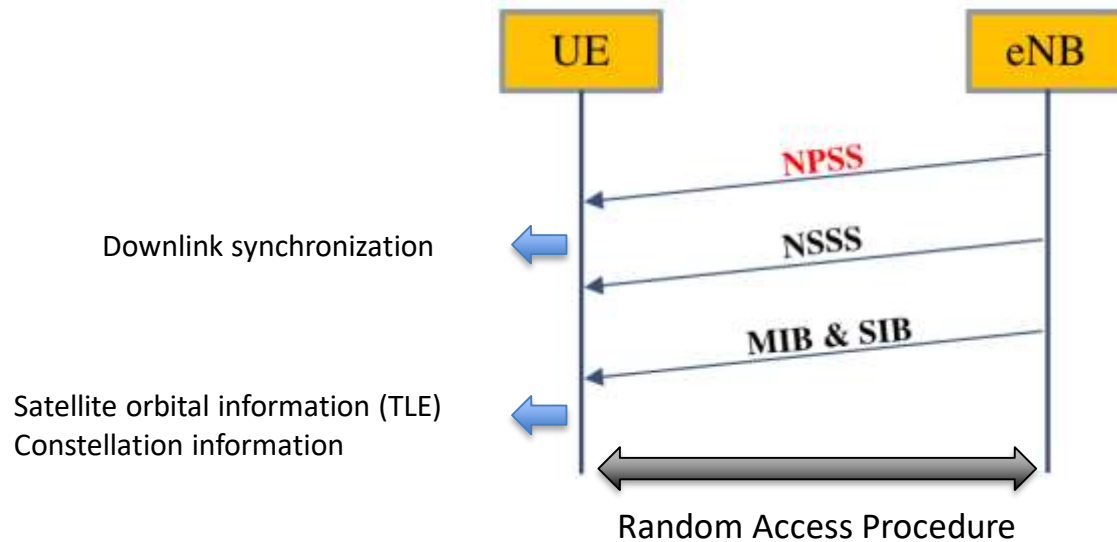 UE
eNB
NPSS
Downlink synchronization
NSSS
MIB & SIB
Satellite orbital information (TLE)
Constellation information
Random Access Procedure